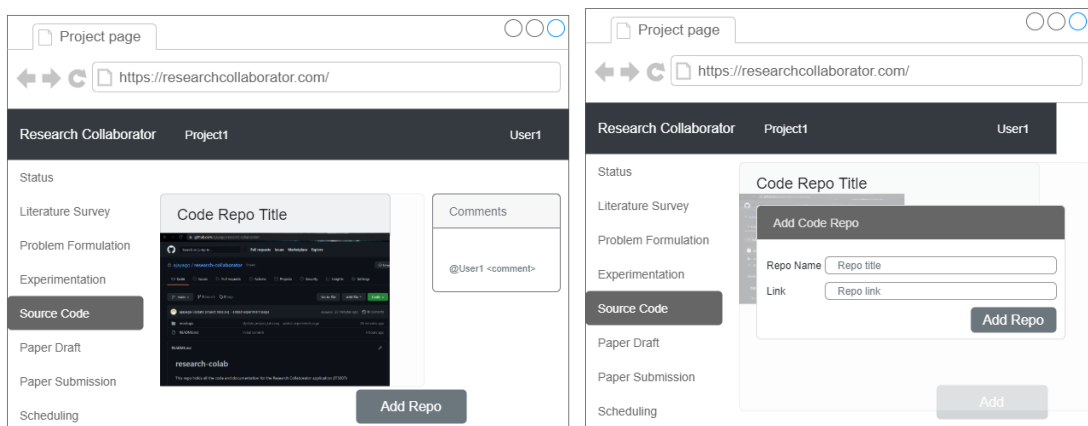 Project page
https://researchcollaborator.com/
Research Collaborator Project1 User1
Status
Literature Survey
Problem Formulation
Experimentation
Source Code
Paper Draft
Paper Submission
Scheduling
Code Repo Title
research-colab
Add Repo
Comments
@User1 <comment>
Project page
https://researchcollaborator.com/
Research Collaborator Project1 User1
Status
Literature Survey
Problem Formulation
Experimentation
Source Code
Paper Draft
Paper Submission
Scheduling
Code Repo Title
Add Code Repo
Repo Name Repo title
Link Repo link
Add Repo
Add